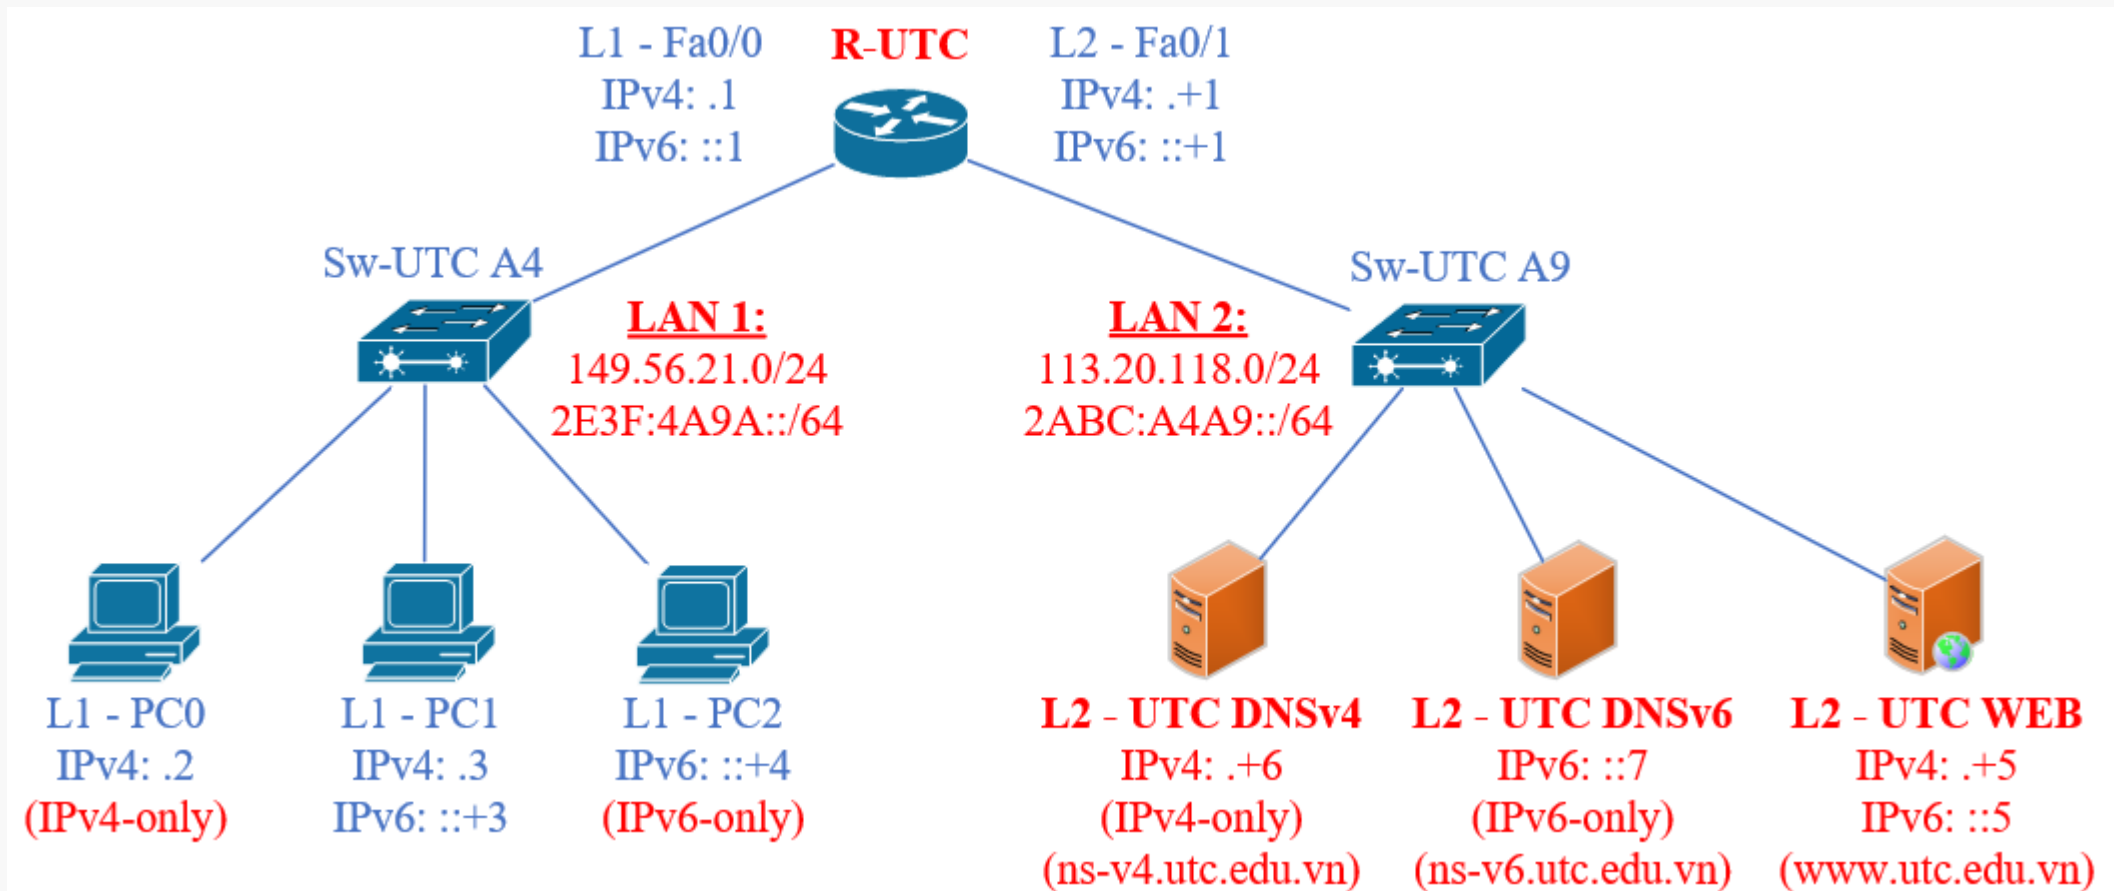 L1 - Fa0/0
IPv4: .1
IPv6: ::1
R-UTC
L2 - Fa0/1
IPv4: .+1
IPv6: ::+1
Sw-UTC A4
Sw-UTC A9
LAN 1:
149.56.21.0/24
2E3F:4A9A::/64
LAN 2:
113.20.118.0/24
2ABC:A4A9::/64
L1 - PC0
IPv4: .2
(IPv4-only)
L1 - PC1
IPv4: .3
IPv6: ::+3
L1 - PC2
IPv6: ::+4
(IPv6-only)
L2 - UTC DNSv4
IPv4: .+6
(IPv4-only)
(ns-v4.utc.edu.vn)
L2 - UTC DNSv6
IPv6: ::7
(IPv6-only)
(ns-v6.utc.edu.vn)
L2 - UTC WEB
IPv4: .+5
IPv6: ::5
(www.utc.edu.vn)